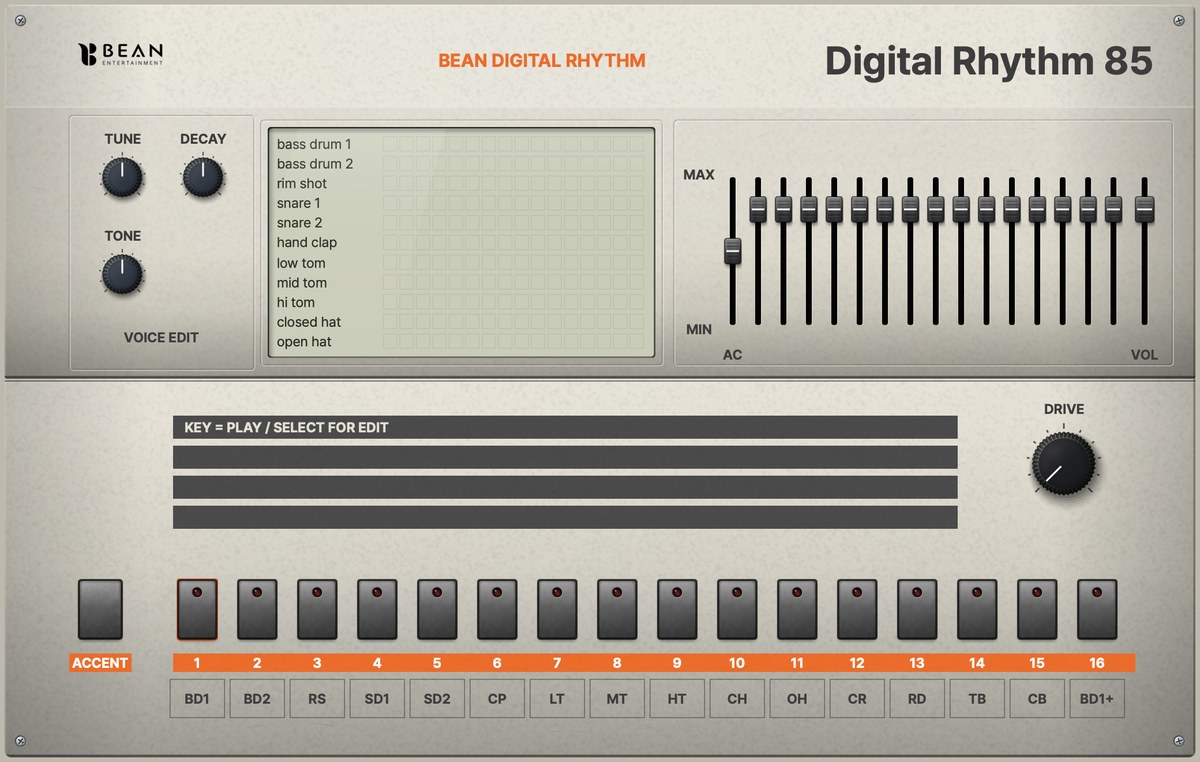 BEAN
ENTERTAINMENT
BEAN DIGITAL RHYTHM
Digital Rhythm 85
TUNE
DECAY
TONE
VOICE EDIT
bass drum 1
bass drum 2
rim shot
snare 1
snare 2
hand clap
low tom
mid tom
hi tom
closed hat
open hat
MAX
MIN
AC
VOL
KEY = PLAY / SELECT FOR EDIT
DRIVE
ACCENT
1 2 3 4 5 6 7 8 9 10 11 12 13 14 15 16
BD1 BD2 RS SD1 SD2 CP LT MT HT CH OH CR RD TB CB BD1+